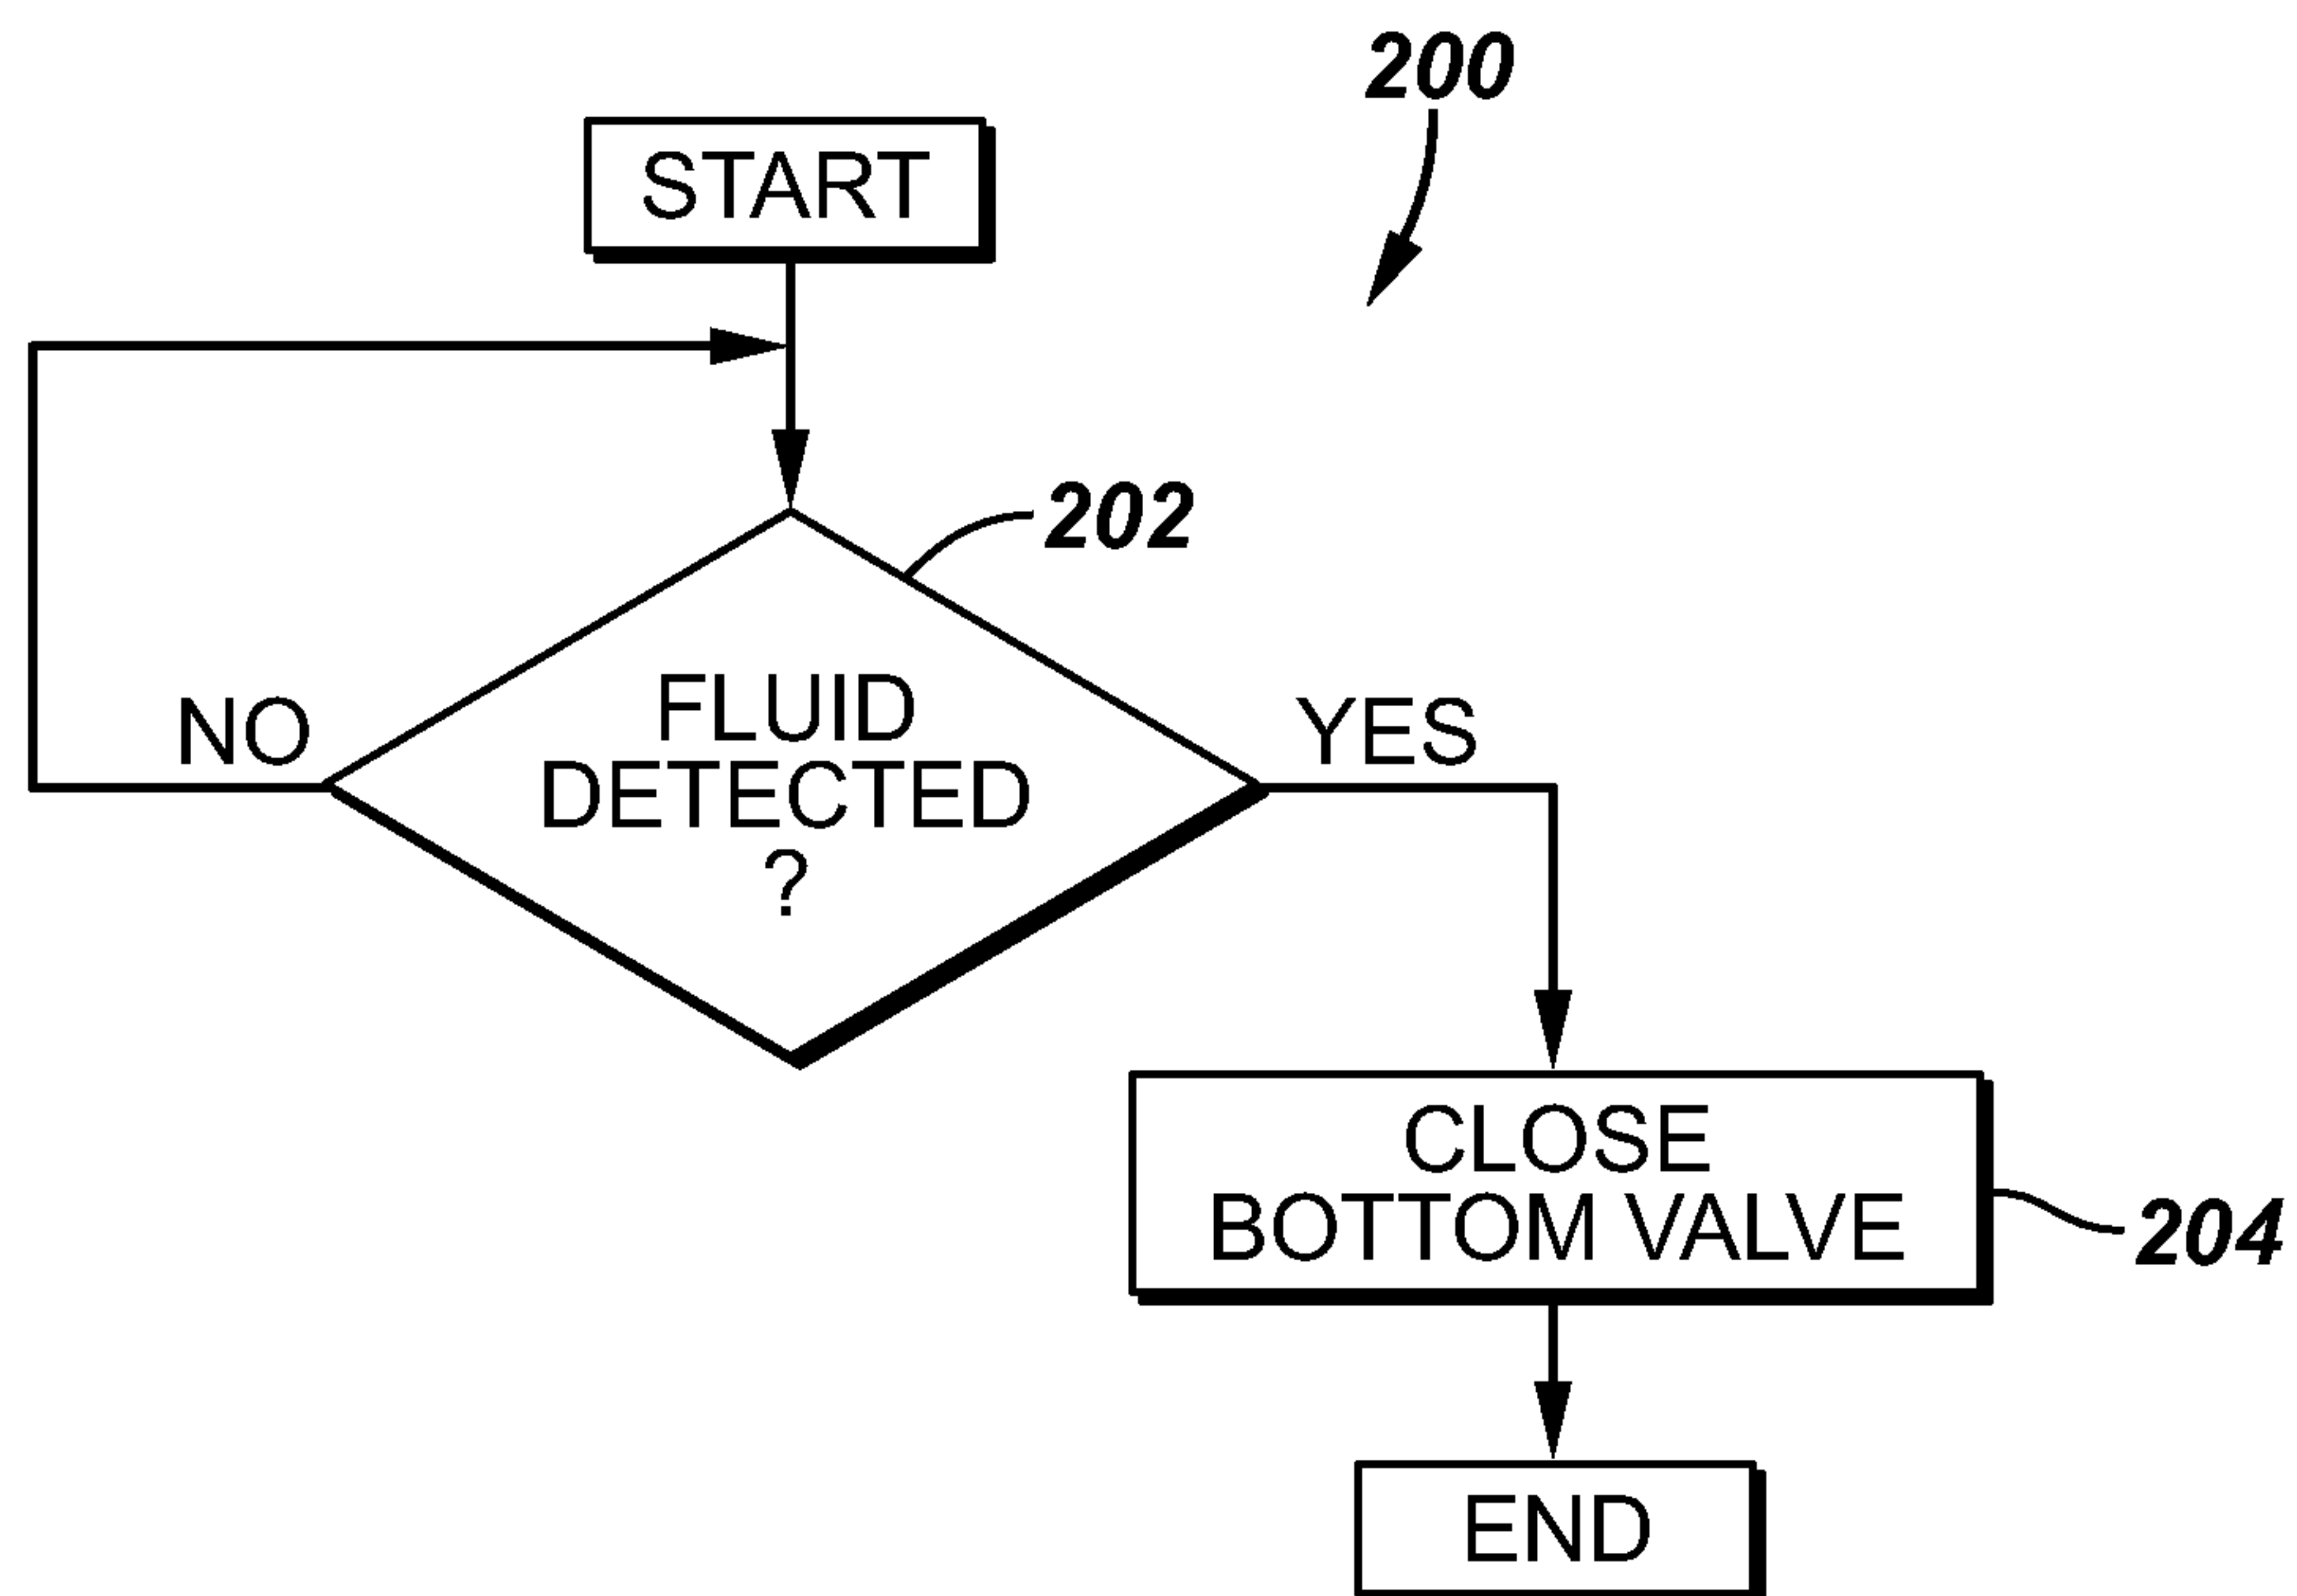 200
START
202
FLUID
DETECTED
?
NO
YES
CLOSE
BOTTOM VALVE
204
END